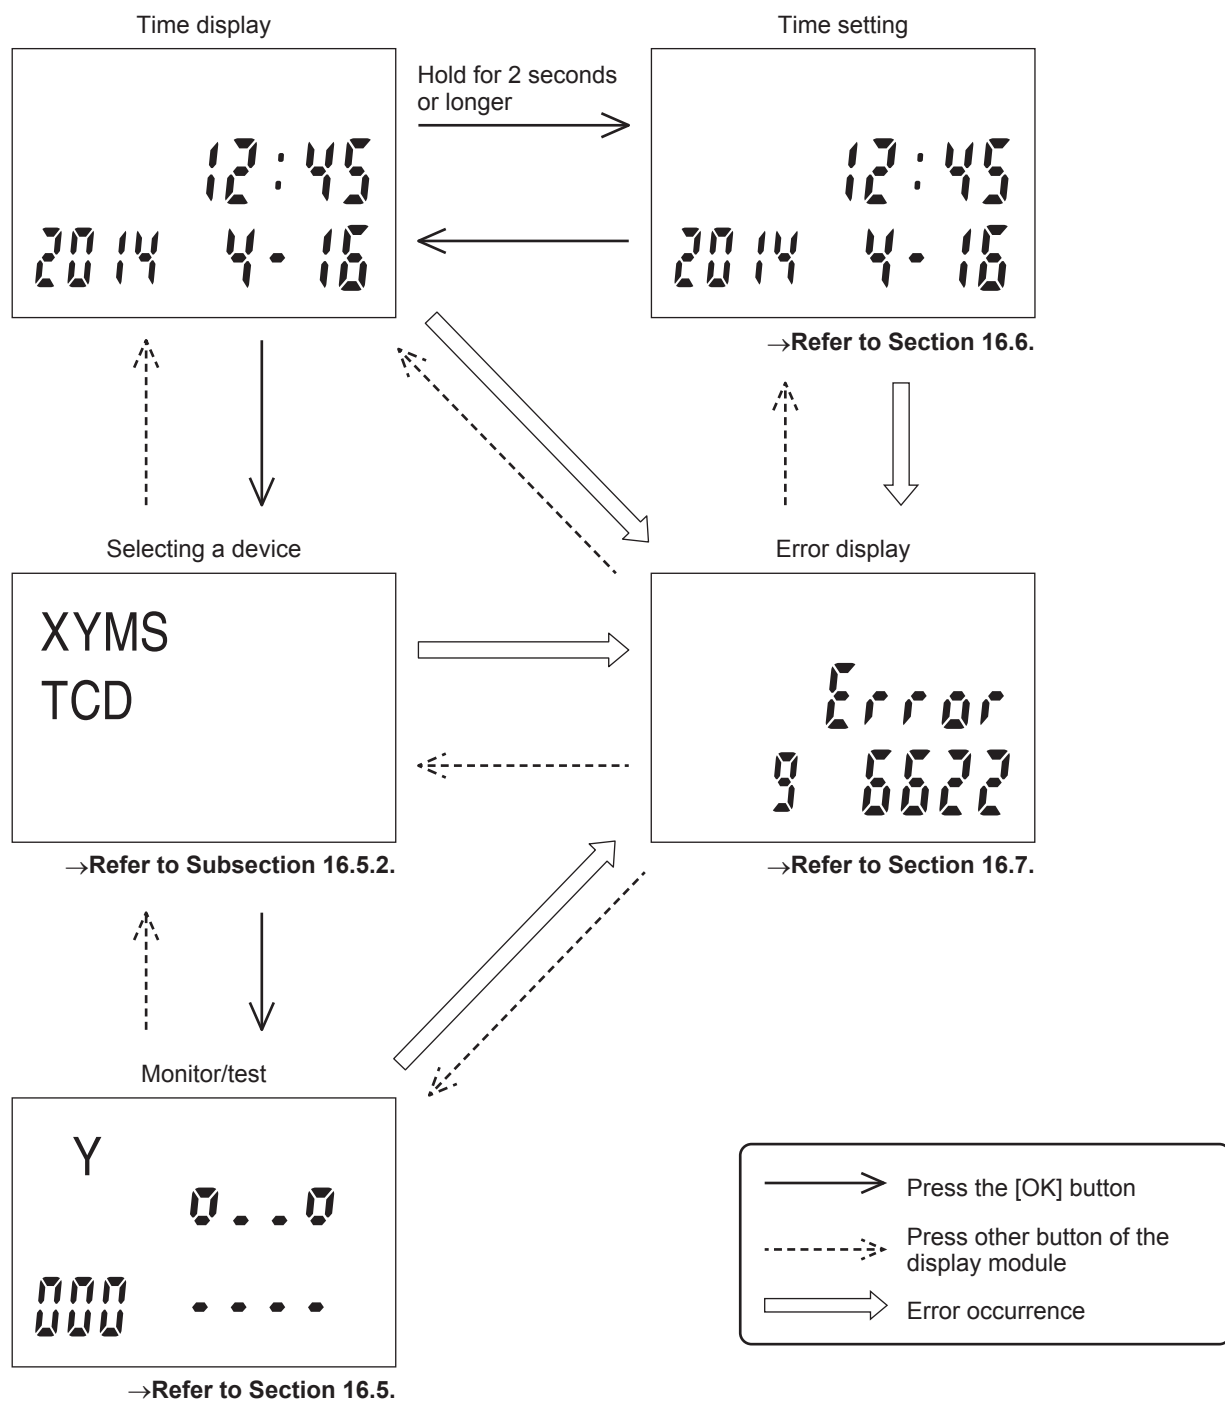 Time display
Time setting
Hold for 2 seconds
or longer
12:45
2014 4-16
12:45
2014 4-16
→Refer to Section 16.6.
Selecting a device
XYMS
TCD
→Refer to Subsection 16.5.2.
Error display
Error
9 6622
→Refer to Section 16.7.
Monitor/test
Y
o..o
000 ----
→Refer to Section 16.5.
Press the [OK] button
Press other button of the
display module
Error occurrence